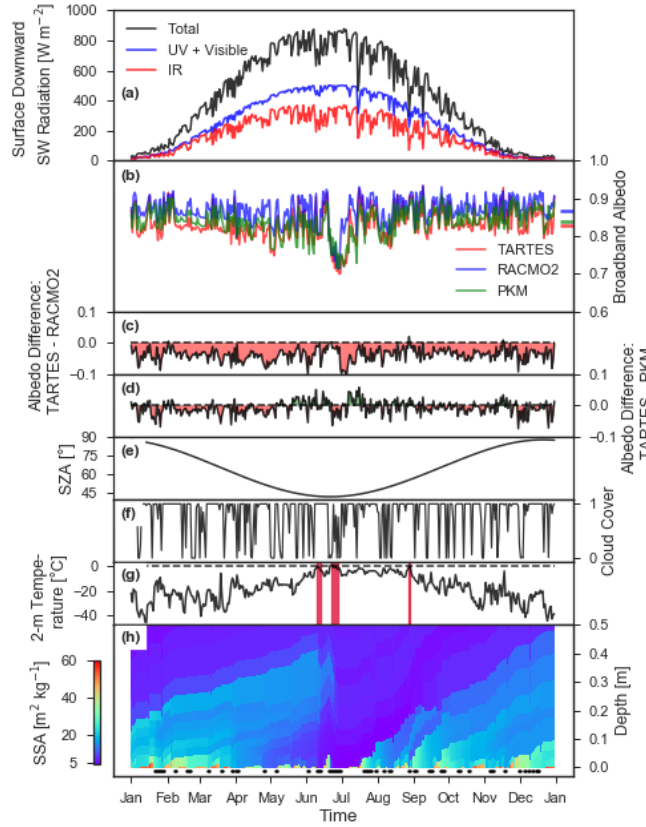 1000
800
600
400
200
0
Surface Downward
SW Radiation [W m⁻²]
Total
UV + Visible
IR
(a)
1.0
0.9
0.8
0.7
0.6
Broadband Albedo
(b)
TARTES
RACMO2
PKM
0.1
0.0
−0.1
Albedo Difference:
TARTES - RACMO2
(c)
0.1
0.0
−0.1
Albedo Difference:
TARTES - PKM
(d)
90
75
60
45
SZA [°]
(e)
1
0
Cloud Cover
(f)
0
−20
−40
2-m Tempe-
rature [°C]
(g)
(h)
SSA [m² kg⁻¹]
60
40
20
5
0.5
0.4
0.3
0.2
0.1
0.0
Depth [m]
Jan Feb Mar Apr May Jun Jul Aug Sep Oct Nov Dec Jan
Time